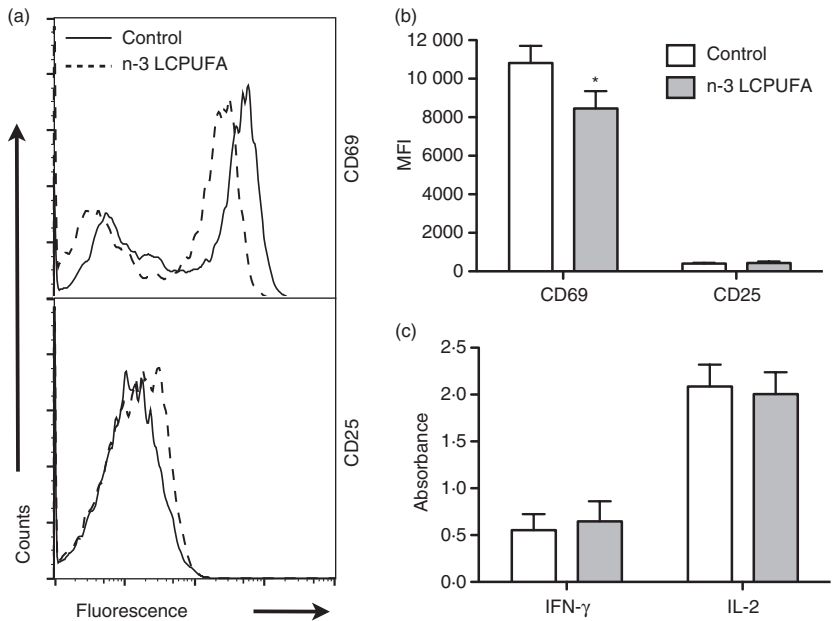 (a)
Control
n-3 LCPUFA
CD69
CD25
Counts
Fluorescence
(b)
12 000
10 000
8000
6000
4000
2000
0
MFI
*
Control
n-3 LCPUFA
CD69
CD25
(c)
2·5
2·0
1·5
1·0
0·5
0·0
Absorbance
IFN-γ
IL-2